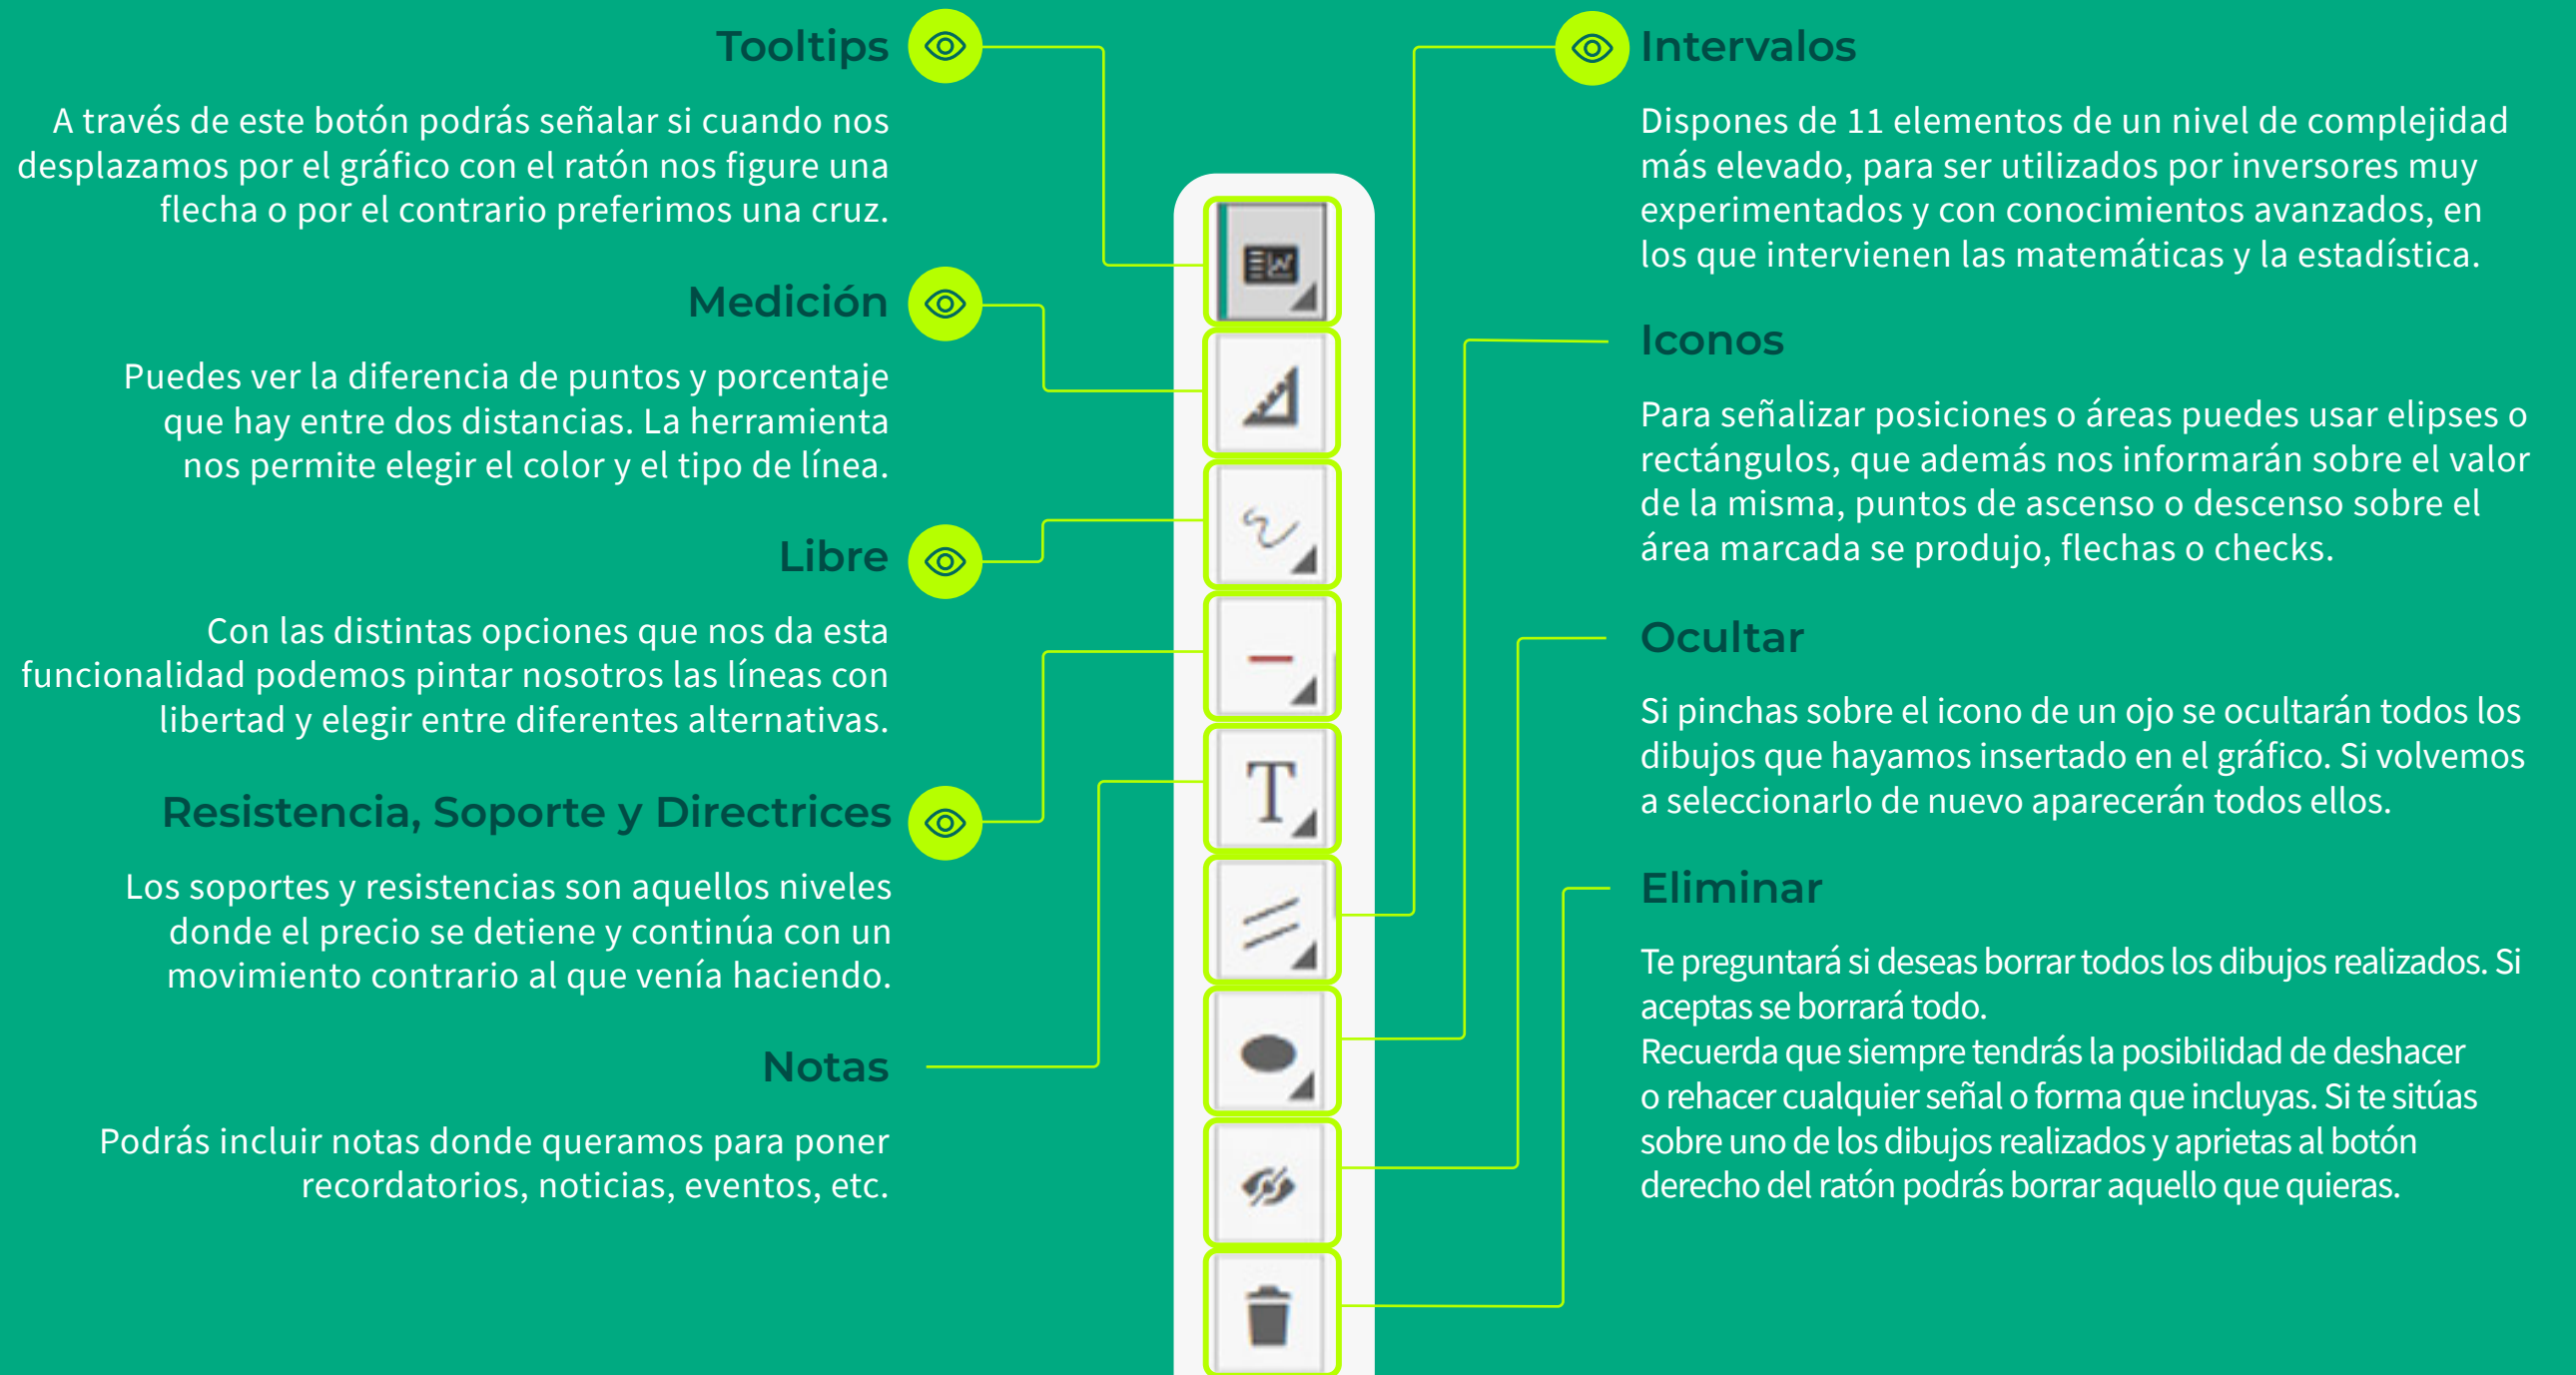 Tooltips
A través de este botón podrás señalar si cuando nos
desplazamos por el gráfico con el ratón nos figure una
flecha o por el contrario preferimos una cruz.
Medición
Puedes ver la diferencia de puntos y porcentaje
que hay entre dos distancias. La herramienta
nos permite elegir el color y el tipo de línea.
Libre
Con las distintas opciones que nos da esta
funcionalidad podemos pintar nosotros las líneas con
libertad y elegir entre diferentes alternativas.
Resistencia, Soporte y Directrices
Los soportes y resistencias son aquellos niveles
donde el precio se detiene y continúa con un
movimiento contrario al que venía haciendo.
Notas
Podrás incluir notas donde queramos para poner
recordatorios, noticias, eventos, etc.
T
Intervalos
Dispones de 11 elementos de un nivel de complejidad
más elevado, para ser utilizados por inversores muy
experimentados y con conocimientos avanzados, en
los que intervienen las matemáticas y la estadística.
Iconos
Para señalizar posiciones o áreas puedes usar elipses o
rectángulos, que además nos informarán sobre el valor
de la misma, puntos de ascenso o descenso sobre el
área marcada se produjo, flechas o checks.
Ocultar
Si pinchas sobre el icono de un ojo se ocultarán todos los
dibujos que hayamos insertado en el gráfico. Si volvemos
a seleccionarlo de nuevo aparecerán todos ellos.
Eliminar
Te preguntará si deseas borrar todos los dibujos realizados. Si
aceptas se borrará todo.
Recuerda que siempre tendrás la posibilidad de deshacer
o rehacer cualquier señal o forma que incluyas. Si te sitúas
sobre uno de los dibujos realizados y aprietas al botón
derecho del ratón podrás borrar aquello que quieras.